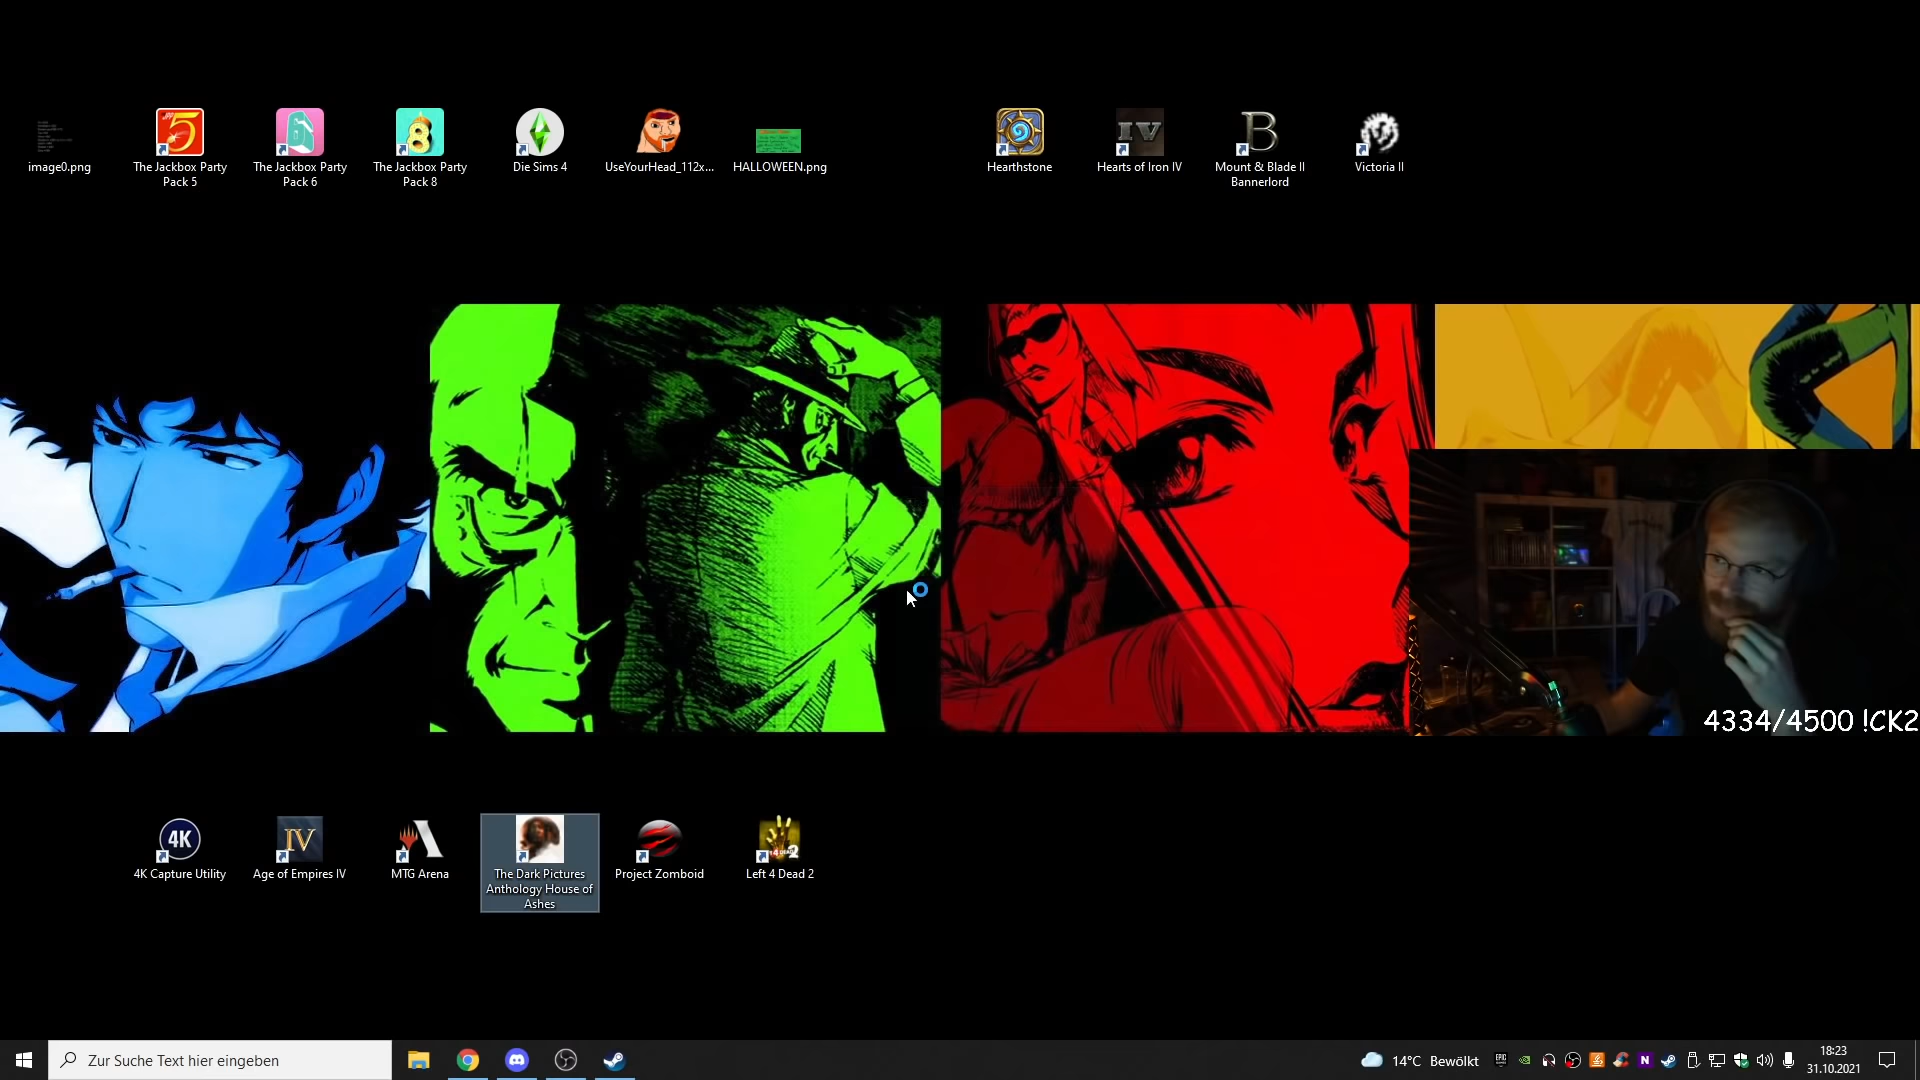 image0.png
The Jackbox Party
Pack 5
The Jackbox Party
Pack 6
The Jackbox Party
Pack 8
Die Sims 4
UseYourHead_112x...
HALLOWEEN.png
Hearthstone
Hearts of Iron IV
Mount & Blade II
Bannerlord
Victoria II
4334/4500 !CK2
4K Capture Utility
Age of Empires IV
MTG Arena
The Dark Pictures
Anthology House of
Ashes
Project Zomboid
Left 4 Dead 2
Zur Suche Text hier eingeben
14°C Bewölkt
18:23
31.10.2021